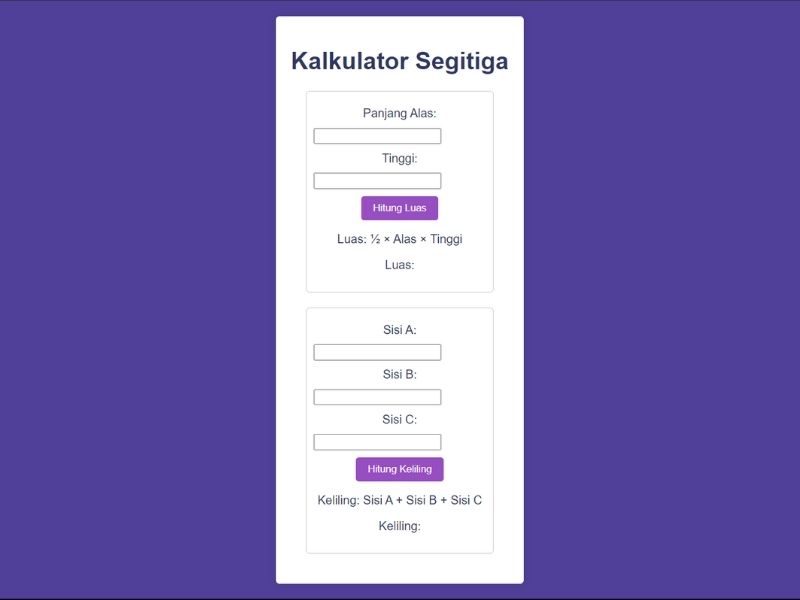 Kalkulator Segitiga
Panjang Alas:
Tinggi:
Hitung Luas
Luas: ½ × Alas × Tinggi
Luas:
Sisi A:
Sisi B:
Sisi C:
Hitung Keliling
Keliling: Sisi A + Sisi B + Sisi C
Keliling: